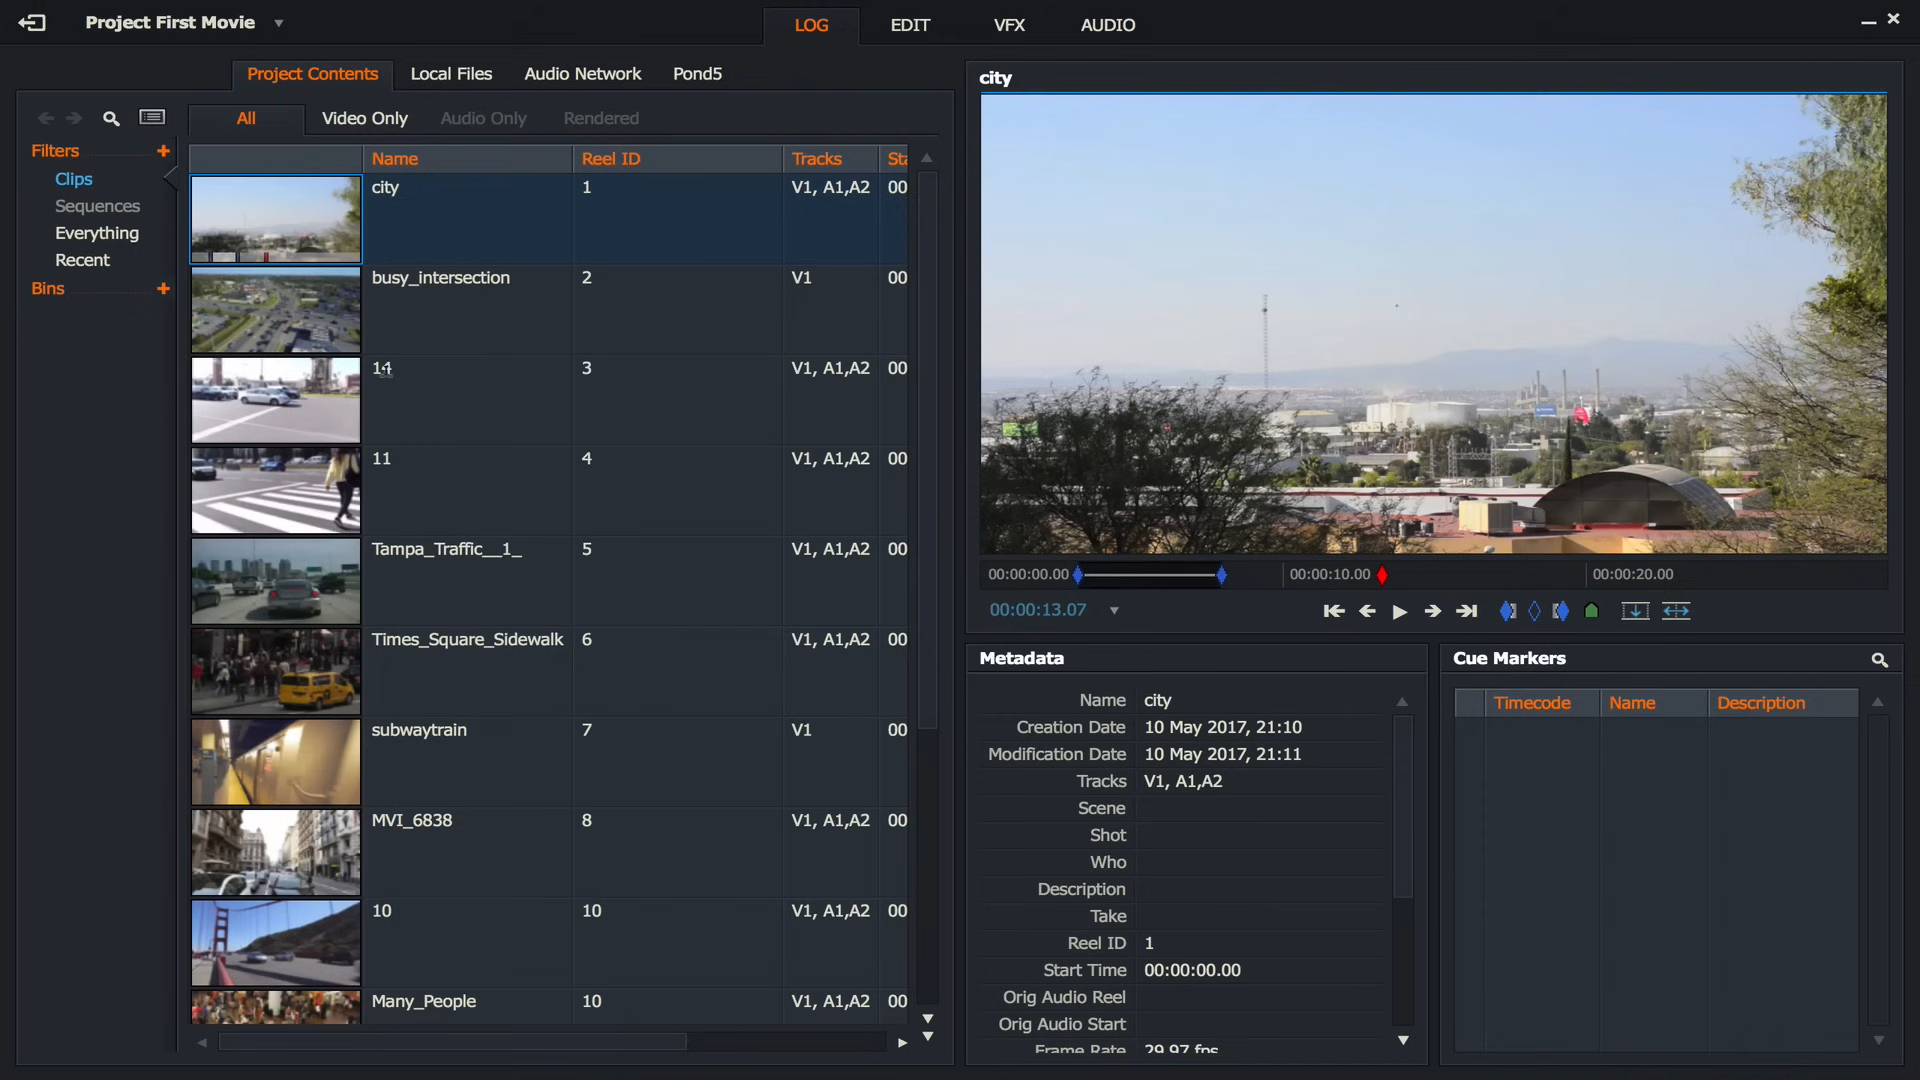 Project First Movie
LOG
EDIT
VFX
AUDIO
Project Contents
Local Files
Audio Network
Pond5
All
Video Only
Audio Only
Rendered
Filters
Clips
Sequences
Everything
Recent
Bins
Name Reel ID Tracks Sta
city 1 V1, A1,A2 00
busy_intersection 2 V1 00
14 3 V1, A1,A2 00
11 4 V1, A1,A2 00
Tampa_Traffic__1_ 5 V1, A1,A2 00
Times_Square_Sidewalk 6 V1, A1,A2 00
subwaytrain 7 V1 00
MVI_6838 8 V1, A1,A2 00
10 10 V1, A1,A2 00
Many_People 10 V1, A1,A2 00
city
00:00:00.00 00:00:10.00 00:00:20.00
00:00:13.07
Metadata
Name city
Creation Date 10 May 2017, 21:10
Modification Date 10 May 2017, 21:11
Tracks V1, A1,A2
Scene
Shot
Who
Description
Take
Reel ID 1
Start Time 00:00:00.00
Orig Audio Reel
Orig Audio Start
Frame Rate 29.97 fps
Cue Markers
Timecode Name Description